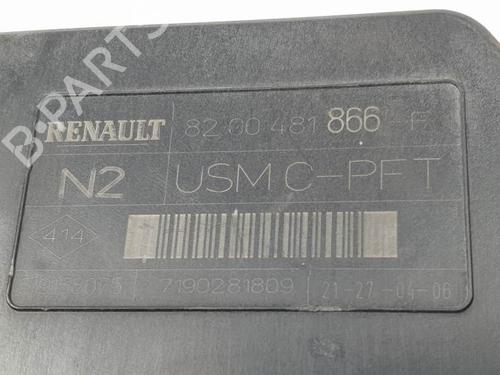 B-PARTS
RENAULT 82 00 481 866 F
N2 USM C-PFT
414
7190281809 21-27-04-06